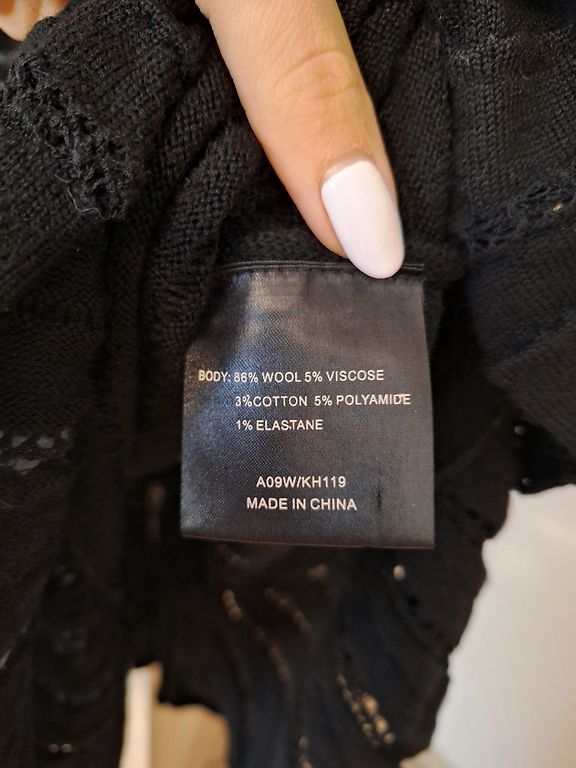 BODY: 86% WOOL 5% VISCOSE
3%COTTON 5% POLYAMIDE
1% ELASTANE
A09W/KH119
MADE IN CHINA